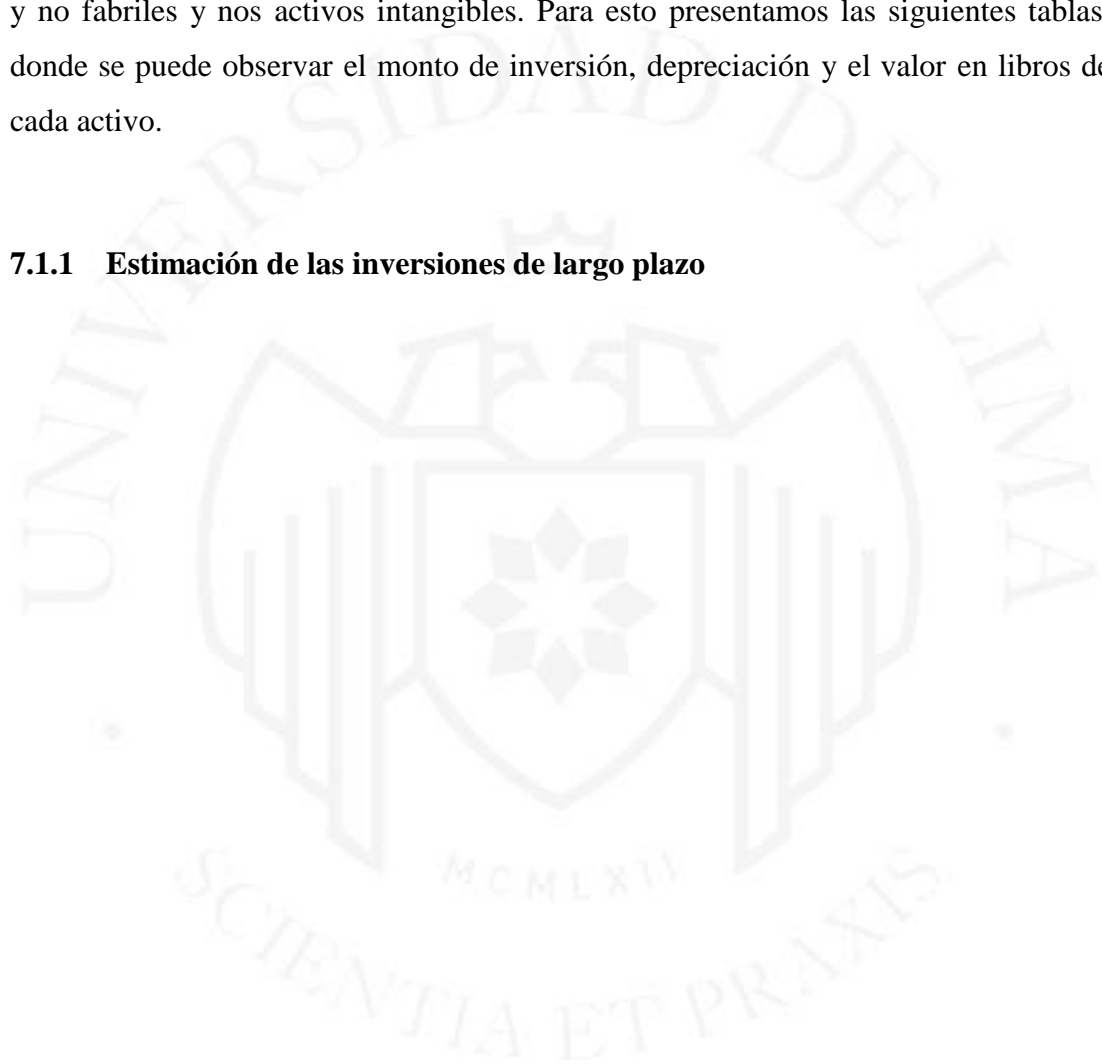 y no fabriles y nos activos intangibles. Para esto presentamos las siguientes tablas
donde se puede observar el monto de inversión, depreciación y el valor en libros de
cada activo.
7.1.1 Estimación de las inversiones de largo plazo
UNIVERSIDAD DE LIMA
MCMLXII
SCIENTIA ET PRAXIS